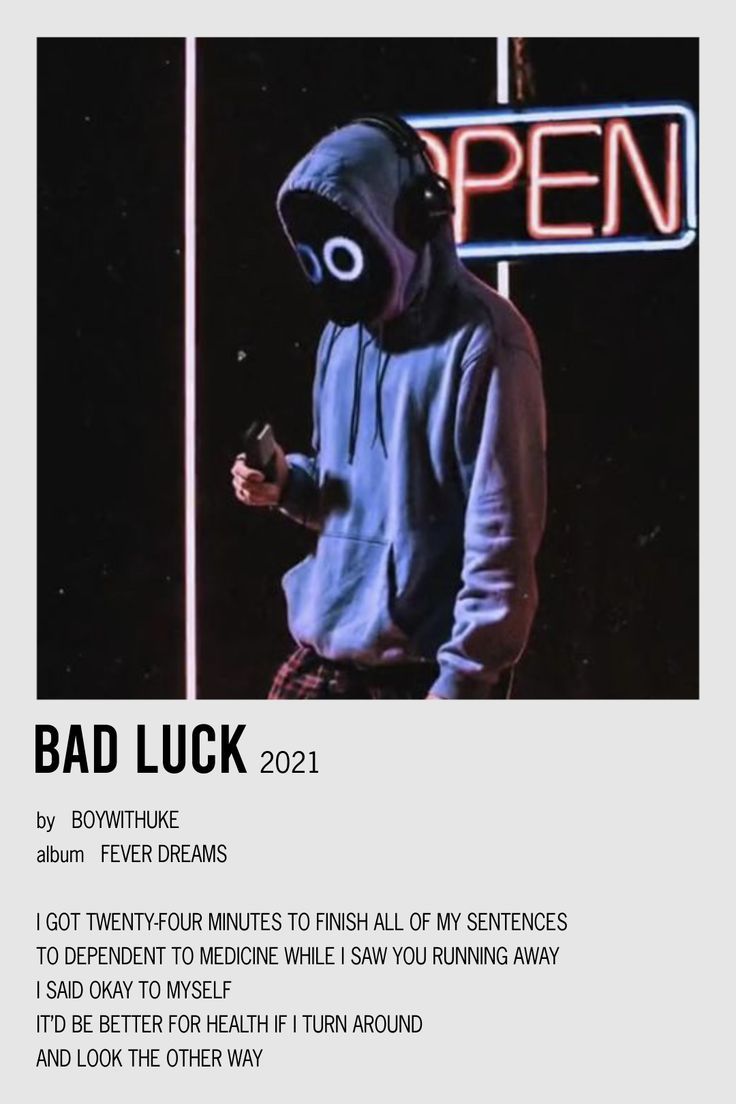 OPEN
BAD LUCK 2021
by BOYWITHUKE
album FEVER DREAMS
I GOT TWENTY-FOUR MINUTES TO FINISH ALL OF MY SENTENCES
TO DEPENDENT TO MEDICINE WHILE I SAW YOU RUNNING AWAY
I SAID OKAY TO MYSELF
IT'D BE BETTER FOR HEALTH IF I TURN AROUND
AND LOOK THE OTHER WAY